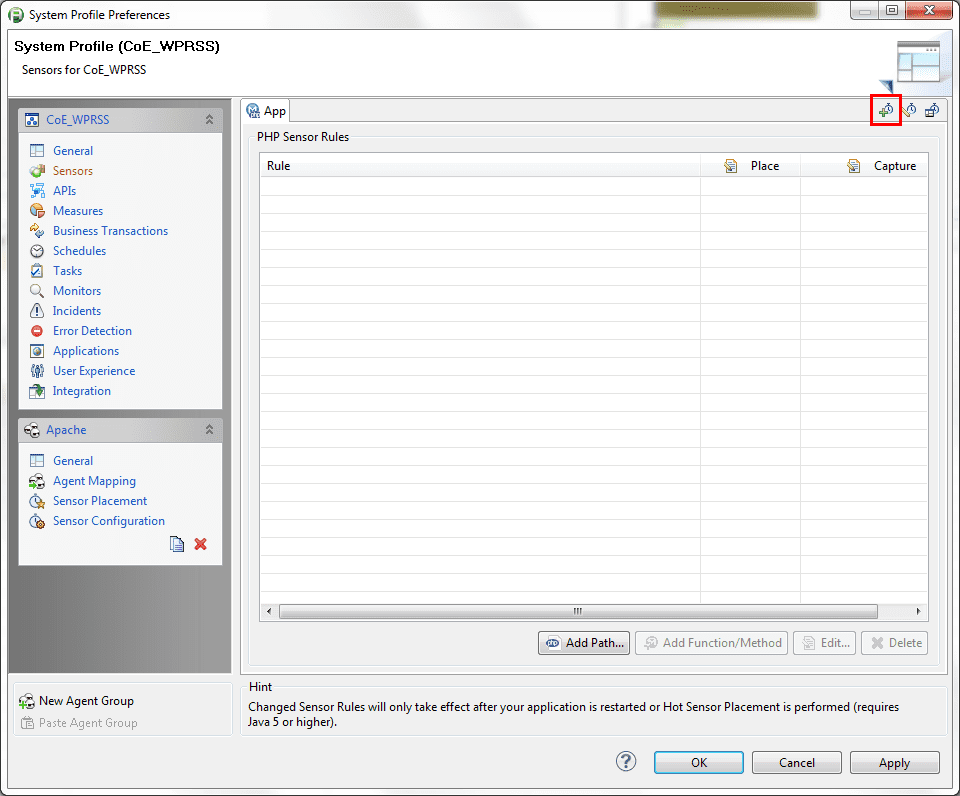 System Profile Preferences
System Profile (CoE_WPRSS)
Sensors for CoE_WPRSS
CoE_WPRSS
General
Sensors
APIs
Measures
Business Transactions
Schedules
Tasks
Monitors
Incidents
Error Detection
Applications
User Experience
Integration
Apache
General
Agent Mapping
Sensor Placement
Sensor Configuration
New Agent Group
Paste Agent Group
App
PHP Sensor Rules
Rule Place Capture
Add Path... Add Function/Method Edit... Delete
Hint
Changed Sensor Rules will only take effect after your application is restarted or Hot Sensor Placement is performed (requires
Java 5 or higher).
OK Cancel Apply